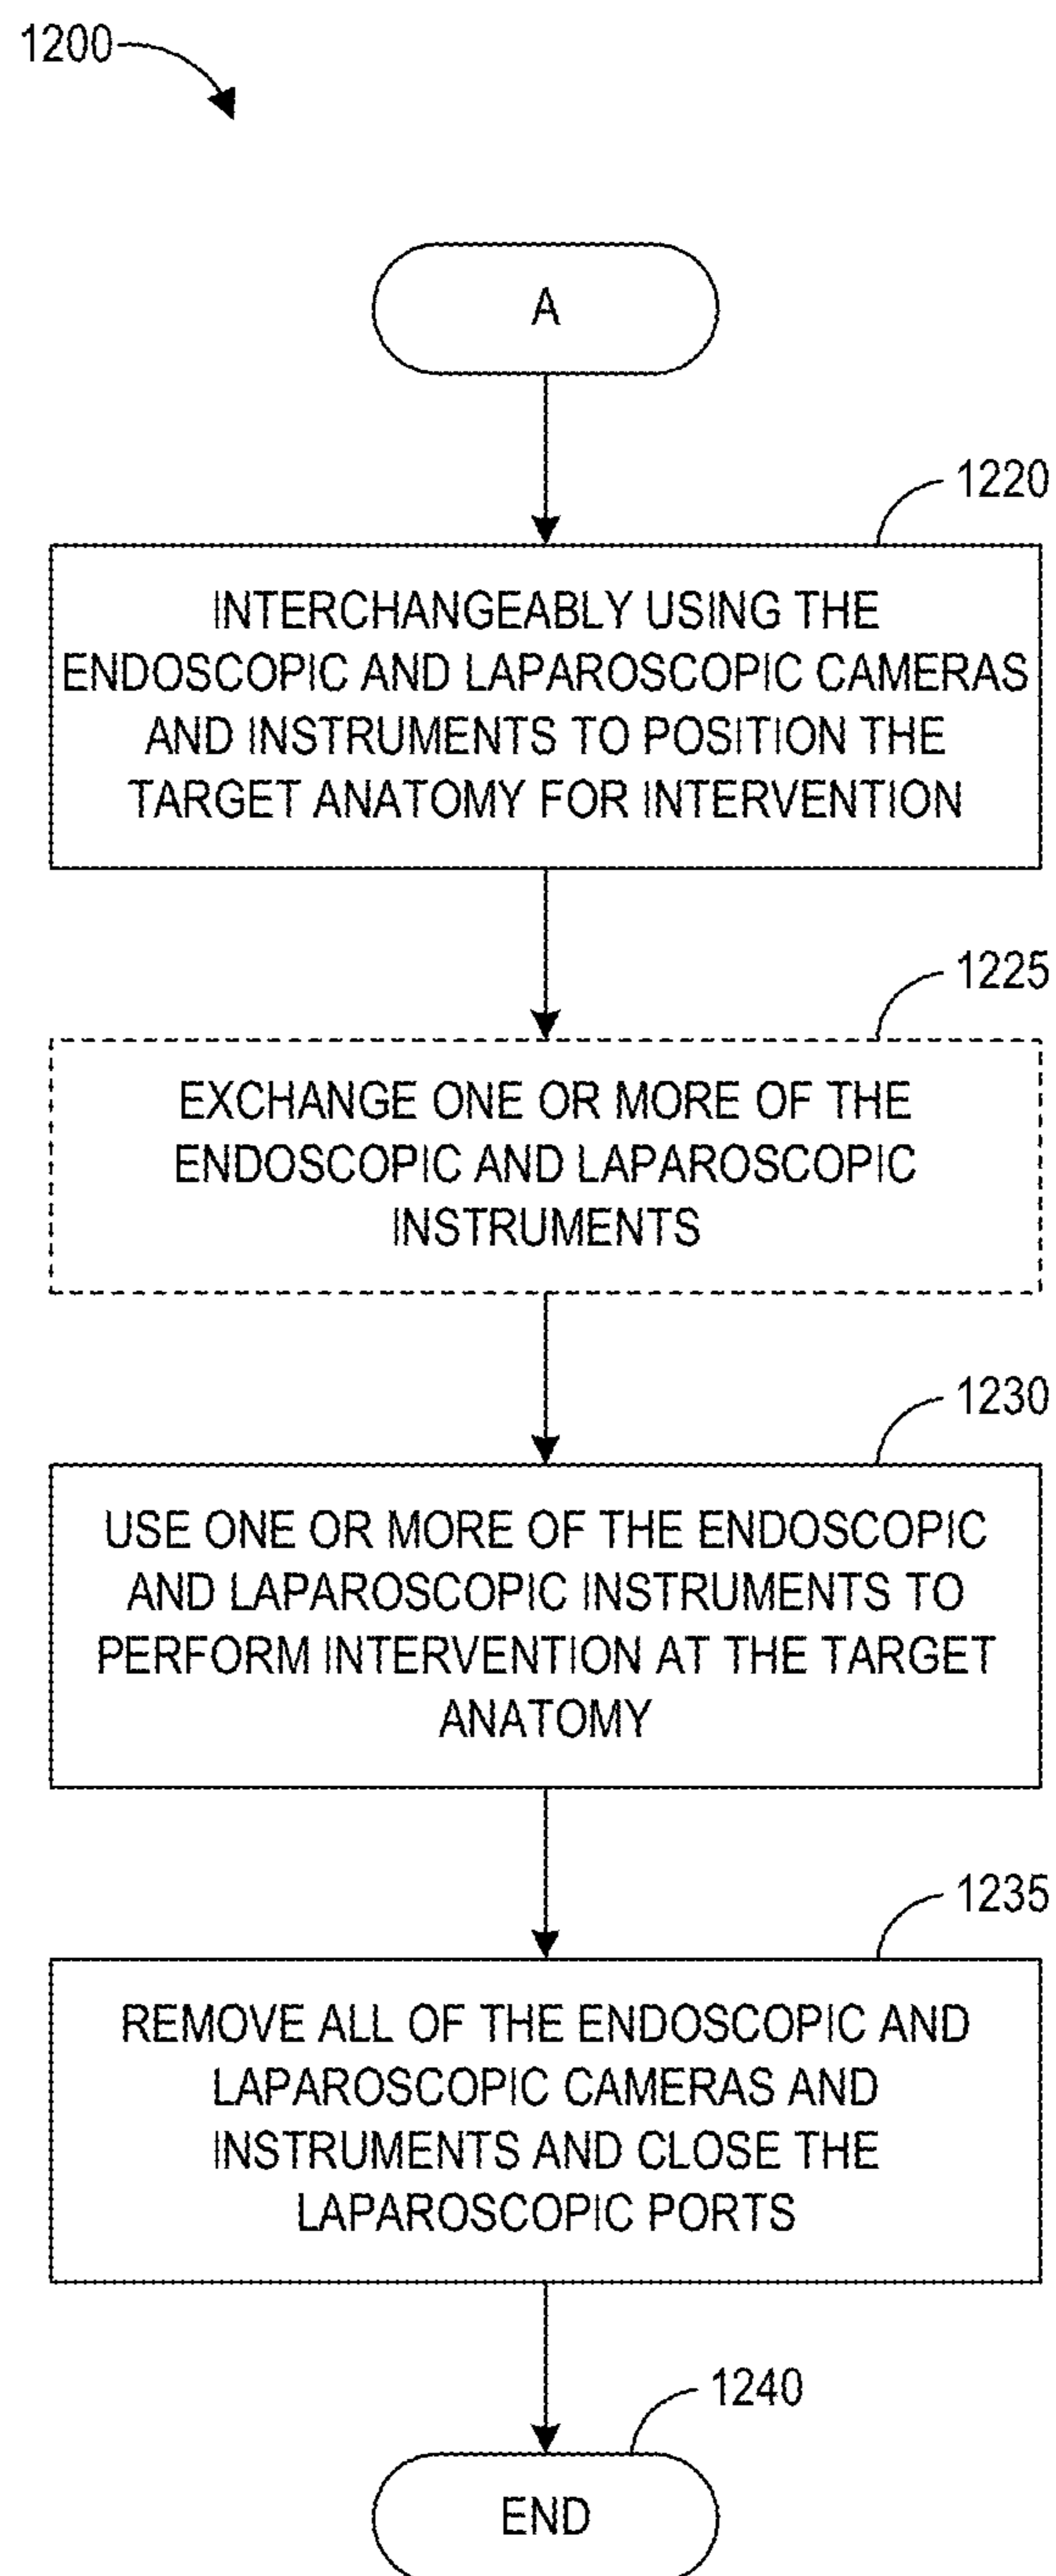 1200
A
1220
INTERCHANGEABLY USING THE
ENDOSCOPIC AND LAPAROSCOPIC CAMERAS
AND INSTRUMENTS TO POSITION THE
TARGET ANATOMY FOR INTERVENTION
1225
EXCHANGE ONE OR MORE OF THE
ENDOSCOPIC AND LAPAROSCOPIC
INSTRUMENTS
1230
USE ONE OR MORE OF THE ENDOSCOPIC
AND LAPAROSCOPIC INSTRUMENTS TO
PERFORM INTERVENTION AT THE TARGET
ANATOMY
1235
REMOVE ALL OF THE ENDOSCOPIC AND
LAPAROSCOPIC CAMERAS AND
INSTRUMENTS AND CLOSE THE
LAPAROSCOPIC PORTS
1240
END